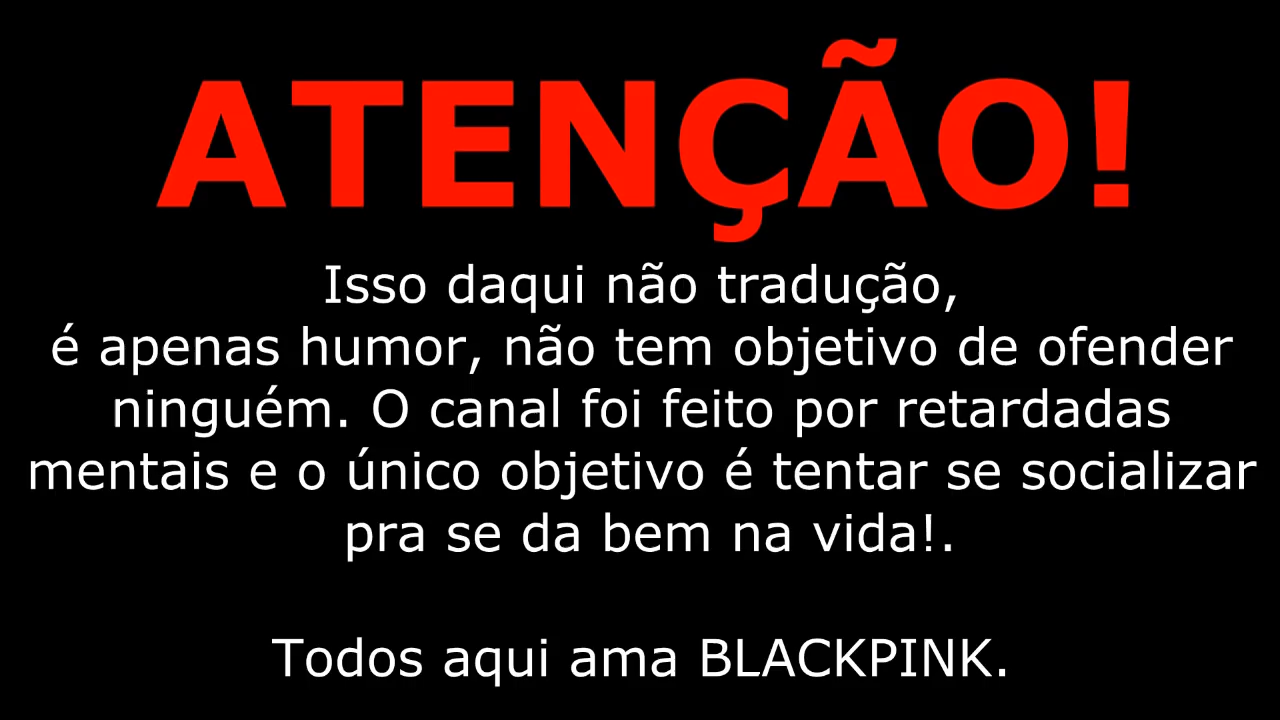 ATENÇÃO!
Isso daqui não tradução,
é apenas humor, não tem objetivo de ofender
ninguém. O canal foi feito por retardadas
mentais e o único objetivo é tentar se socializar
pra se da bem na vida!.
Todos aqui ama BLACKPINK.